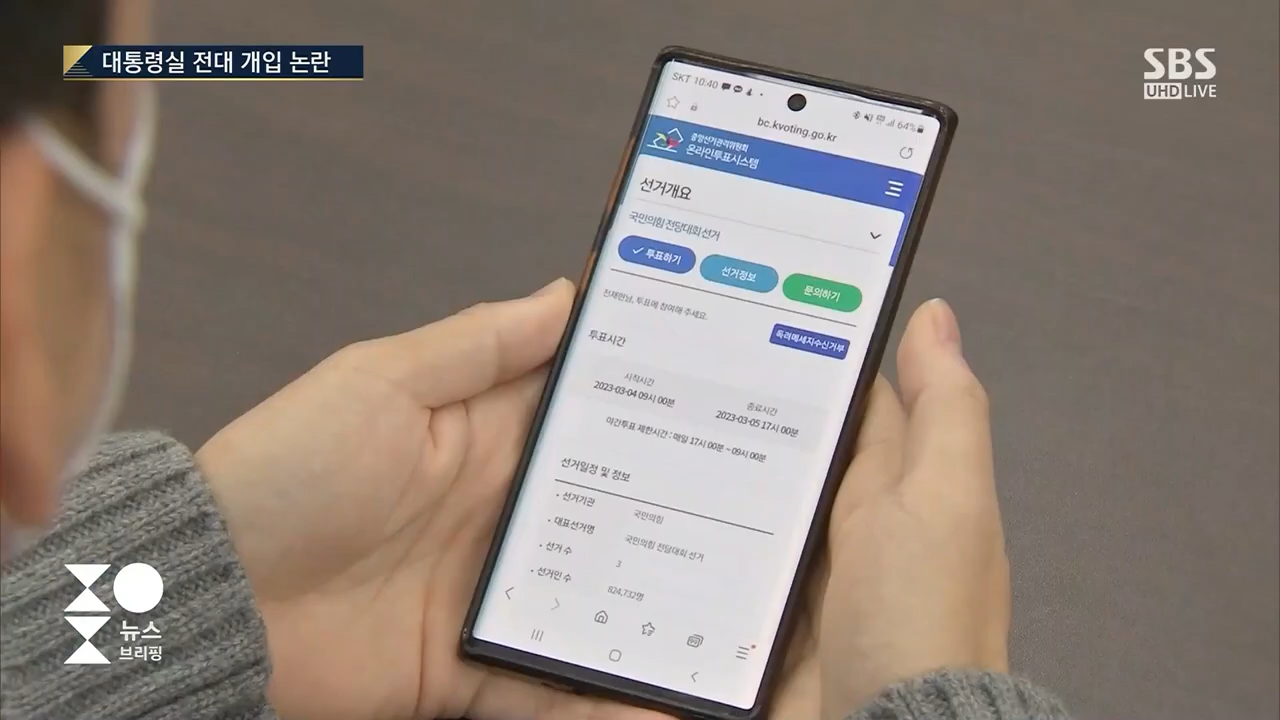 대통령실 전대 개입 논란
SBS
UHD LIVE
SKT 10:40
64%
bc.kvoting.go.kr
중앙선거관리위원회
온라인투표시스템
선거개요
국민의힘 전당대회 선거
투표하기
선거정보
문의하기
투표에 참여해 주세요.
독려메세지수신거부
투표시간
시작시간
2023-03-04 09시 00분
종료시간
2023-03-05 17시 00분
야간투표 제한시간 : 매일 17시 00분 ~ 09시 00분
선거일정 및 정보
· 선거기관 국민의힘
· 대표선거명 국민의힘 전당대회 선거
· 선거 수 3
· 선거인 수 824,732명
뉴스
브리핑